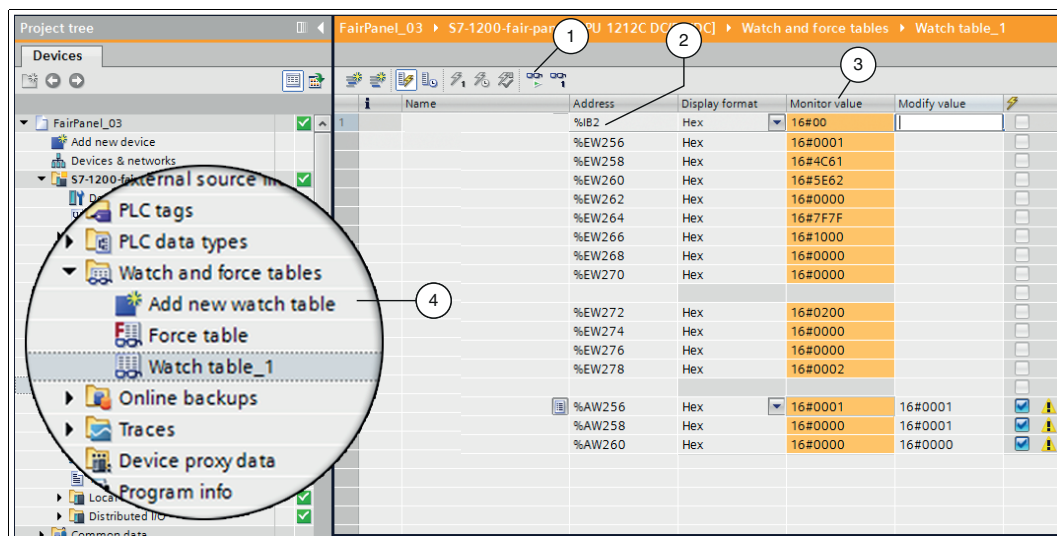 Project tree
FairPanel_03 ▸ S7-1200-fair-pan PU 1212C DC DC] ▸ Watch and force tables ▸ Watch table_1
Devices
1
2
3
4
i Name Address Display format Monitor value Modify value
FairPanel_03
Add new device
Devices & networks
S7-1200-f
External source
PLC tags
PLC data types
Watch and force tables
Add new watch table
Force table
Watch table_1
Online backups
Traces
Device proxy data
Program info
Loca
Distributed I/O
Common data
1 %IB2 Hex 16#00
%EW256 Hex 16#0001
%EW258 Hex 16#4C61
%EW260 Hex 16#5E62
%EW262 Hex 16#0000
%EW264 Hex 16#7F7F
%EW266 Hex 16#1000
%EW268 Hex 16#0000
%EW270 Hex 16#0000
%EW272 Hex 16#0200
%EW274 Hex 16#0000
%EW276 Hex 16#0000
%EW278 Hex 16#0002
%AW256 Hex 16#0001 16#0001
%AW258 Hex 16#0000 16#0001
%AW260 Hex 16#0000 16#0000